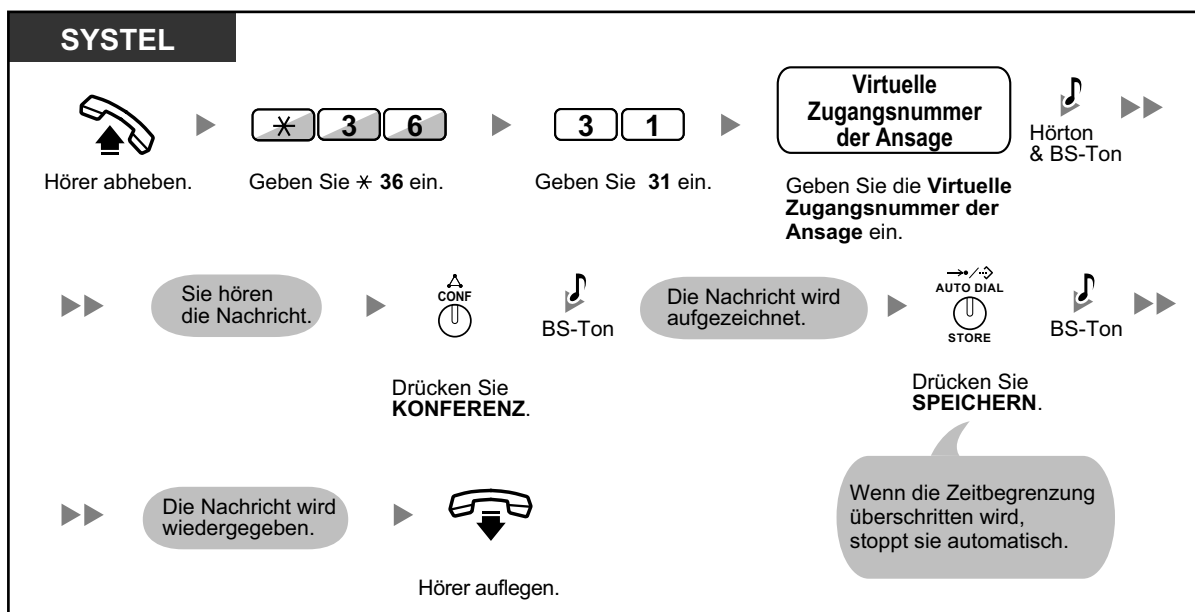 SYSTEL
✳ 3 6
3 1
Virtuelle
Zugangsnummer
der Ansage
Hörton
& BS-Ton
Hörer abheben.
Geben Sie ✳ 36 ein.
Geben Sie 31 ein.
Geben Sie die Virtuelle
Zugangsnummer der
Ansage ein.
Sie hören
die Nachricht.
CONF
BS-Ton
Die Nachricht wird
aufgezeichnet.
AUTO DIAL
STORE
BS-Ton
Drücken Sie
KONFERENZ.
Drücken Sie
SPEICHERN.
Wenn die Zeitbegrenzung
überschritten wird,
stoppt sie automatisch.
Die Nachricht wird
wiedergegeben.
Hörer auflegen.